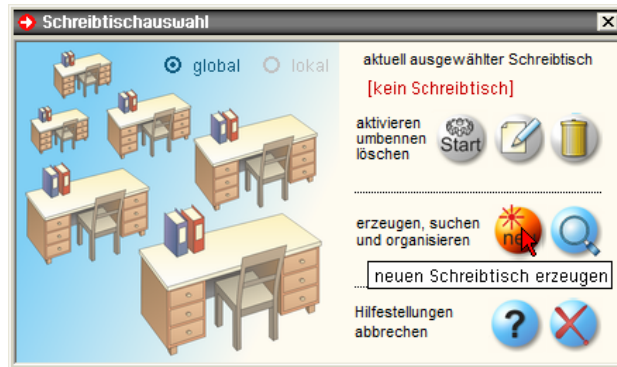 Schreibtischauswahl
global lokal
aktuell ausgewählter Schreibtisch
[kein Schreibtisch]
aktivieren
umbennen
löschen
Start
erzeugen, suchen
und organisieren
neuen Schreibtisch erzeugen
Hilfestellungen
abbrechen
?